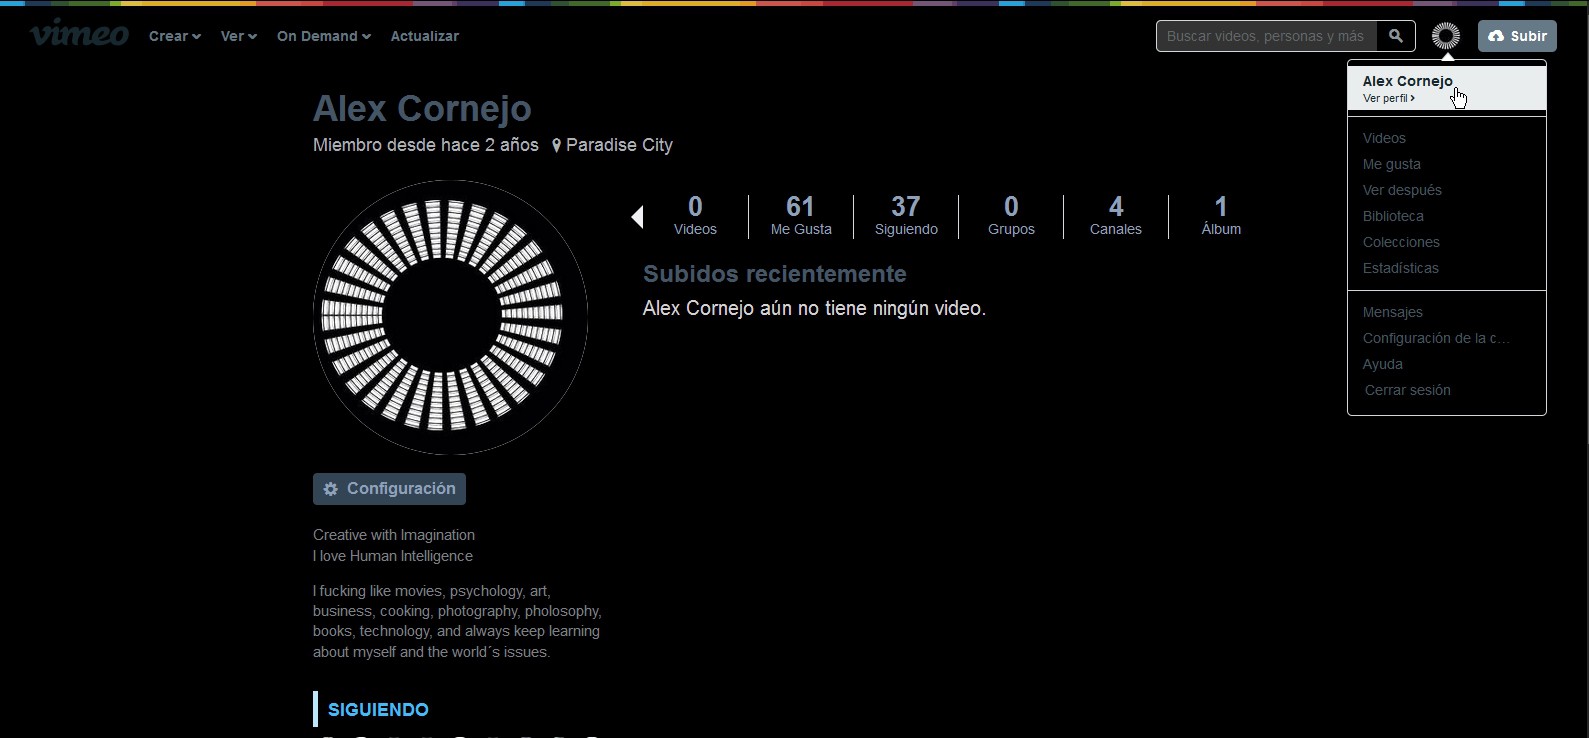 vimeo
Crear Ver On Demand Actualizar
Buscar videos, personas y más
Subir
Alex Cornejo
Ver perfil
Videos
Me gusta
Ver después
Biblioteca
Colecciones
Estadísticas
Mensajes
Configuración de la c...
Ayuda
Cerrar sesión
Alex Cornejo
Miembro desde hace 2 años Paradise City
0 61 37 0 4 1
Videos Me Gusta Siguiendo Grupos Canales Álbum
Subidos recientemente
Alex Cornejo aún no tiene ningún video.
Configuración
Creative with Imagination
I love Human Intelligence
I fucking like movies, psychology, art,
business, cooking, photography, pholosophy,
books, technology, and always keep learning
about myself and the world´s issues.
SIGUIENDO